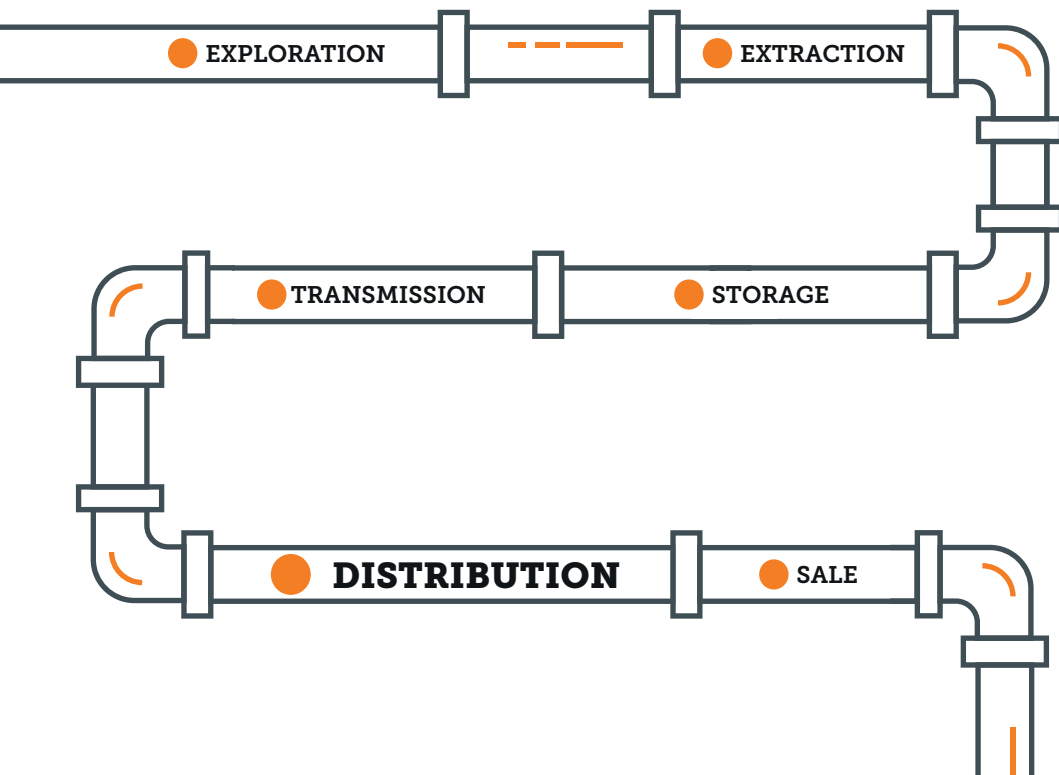 EXPLORATION
EXTRACTION
STORAGE
TRANSMISSION
DISTRIBUTION
SALE